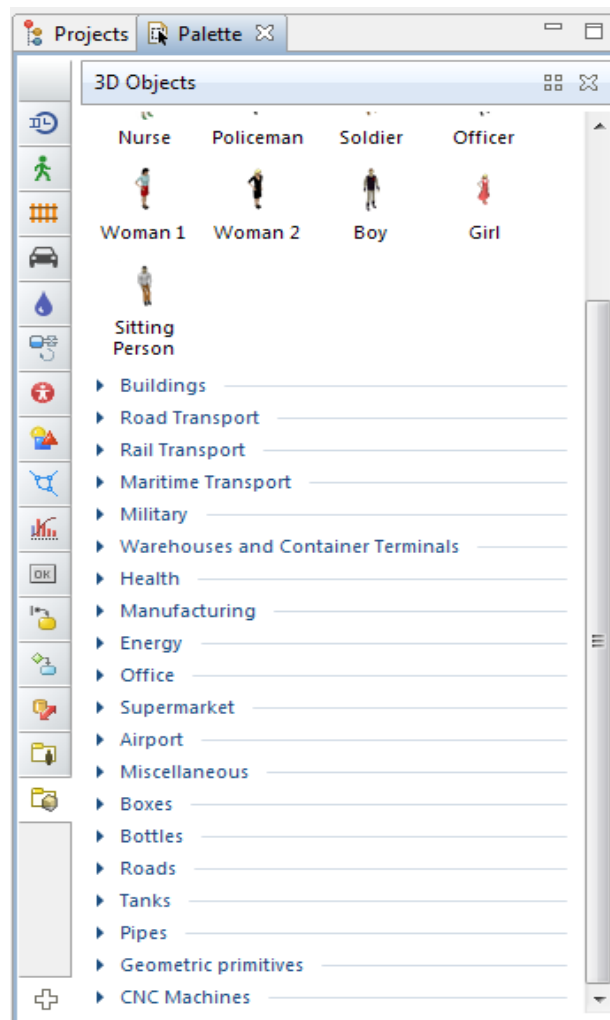 Projects Palette
3D Objects
Nurse Policeman Soldier Officer
Woman 1 Woman 2 Boy Girl
Sitting
Person
Buildings
Road Transport
Rail Transport
Maritime Transport
Military
Warehouses and Container Terminals
Health
OK
Manufacturing
Energy
Office
Supermarket
Airport
Miscellaneous
Boxes
Bottles
Roads
Tanks
Pipes
Geometric primitives
CNC Machines